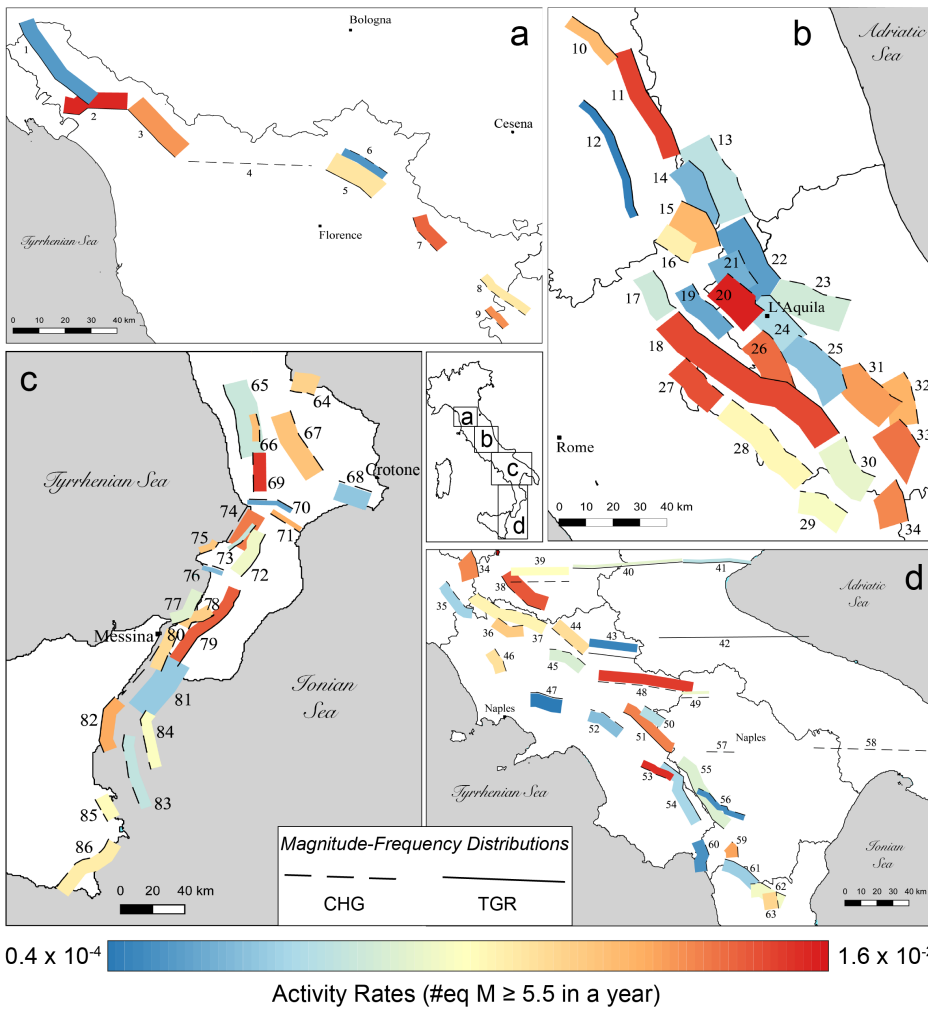 a
Bologna
Cesena
Florence
Tyrrhenian Sea
1
2
3
4
5
6
7
8
9
0 10 20 30 40 km
b
Adriatic
Sea
10
11
12
13
14
15
16
17
18
19
20
21
22
23
24
25
26
27
28
29
30
31
32
33
34
L'Aquila
Rome
0 10 20 30 40 km
c
Tyrrhenian Sea
Crotone
Messina
Ionian
Sea
64
65
66
67
68
69
70
71
72
73
74
75
76
77
78
79
80
81
82
83
84
85
86
0 20 40 km
a
b
c
d
d
Adriatic
Sea
34
35
36
37
38
39
40
41
42
43
44
45
46
47
48
49
50
51
52
53
54
55
56
57
58
59
60
61
62
63
Naples
Naples
Tyrrhenian Sea
Ionian
Sea
0 10 20 30 40 km
Magnitude-Frequency Distributions
CHG TGR
0.4 x 10-4 1.6 x 10
Activity Rates (#eq M ≥ 5.5 in a year)